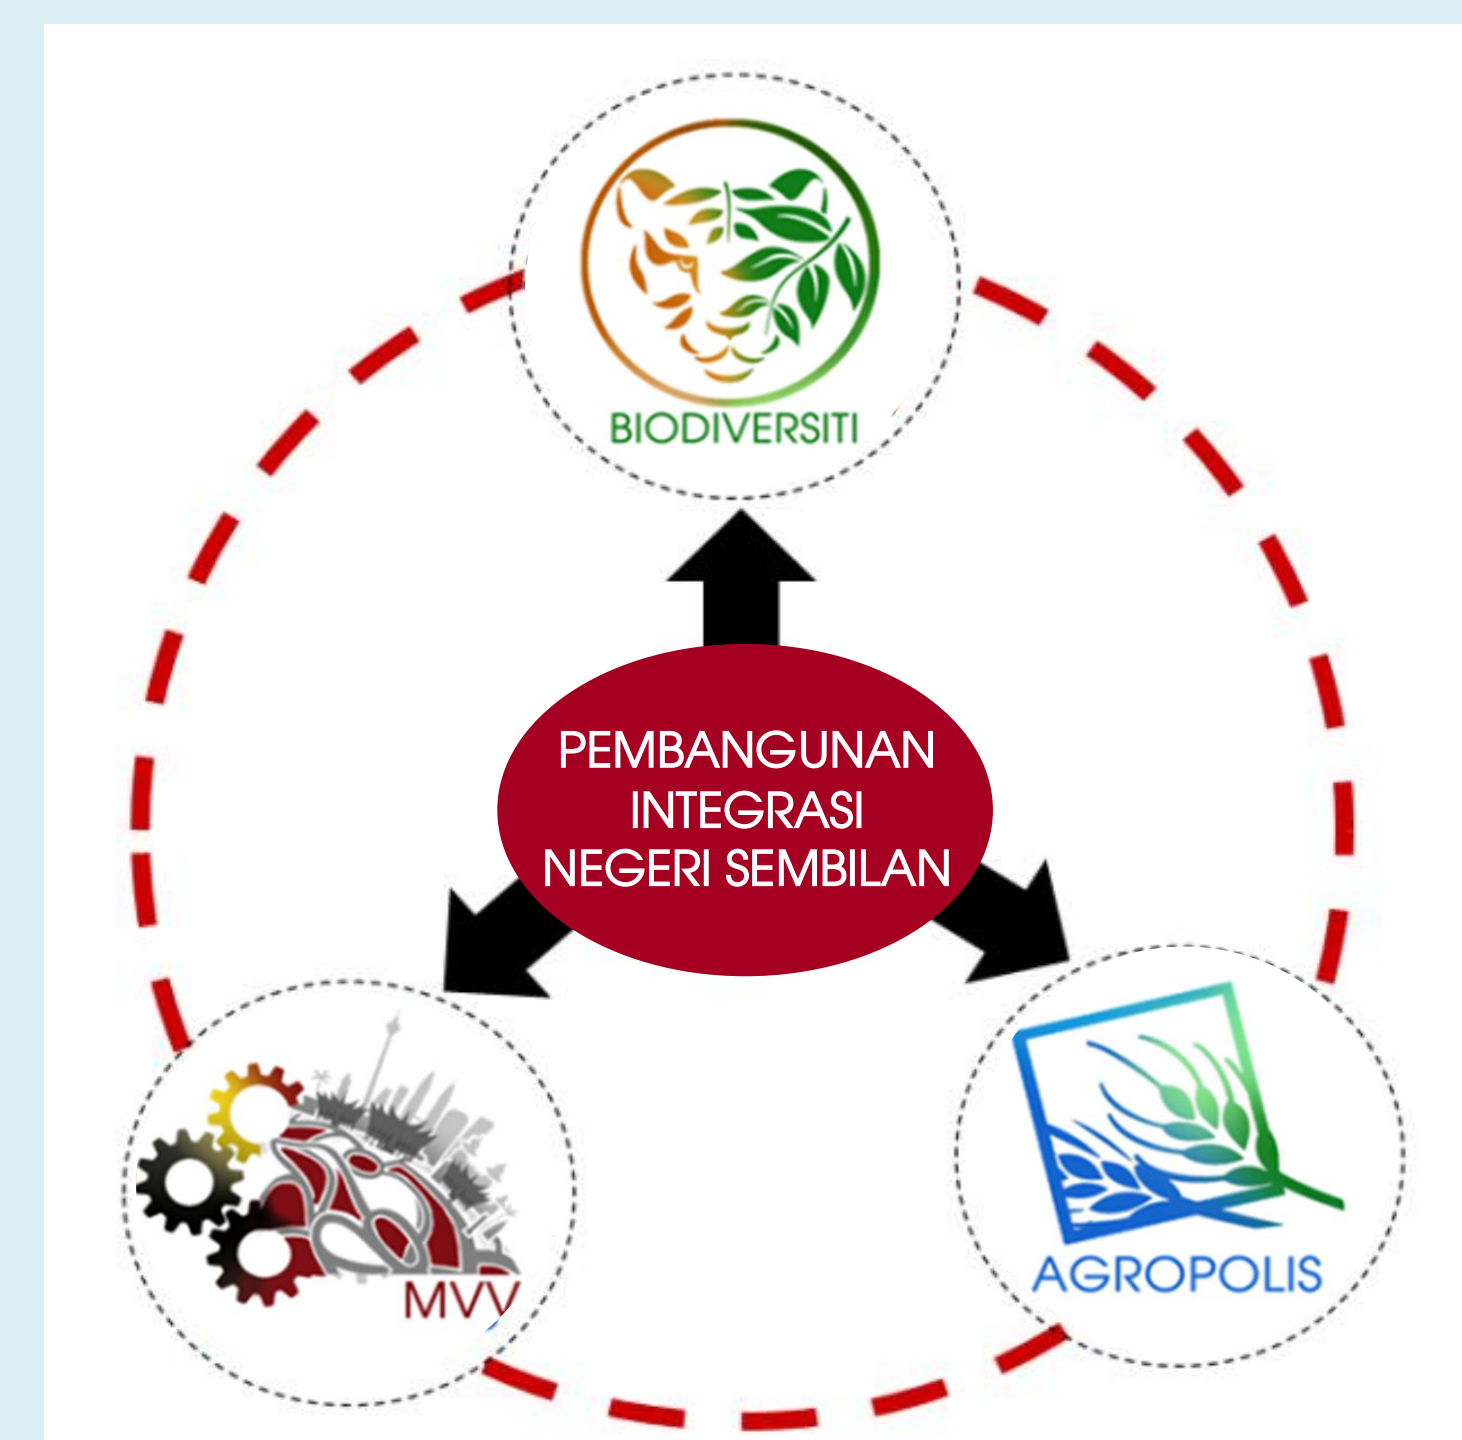 BIODIVERSITI
PEMBANGUNAN
INTEGRASI
NEGERI SEMBILAN
MVV
AGROPOLIS